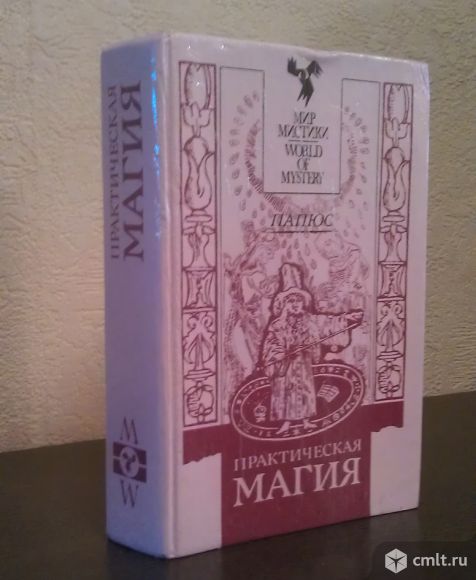 ПРАКТИЧЕСКАЯ
МАГИЯ
М
W
МИР
МИСТИКИ
WORLD
OF
MYSTERY
ПАПЮС
ПРАКТИЧЕСКАЯ
МАГИЯ
cmlt.ru